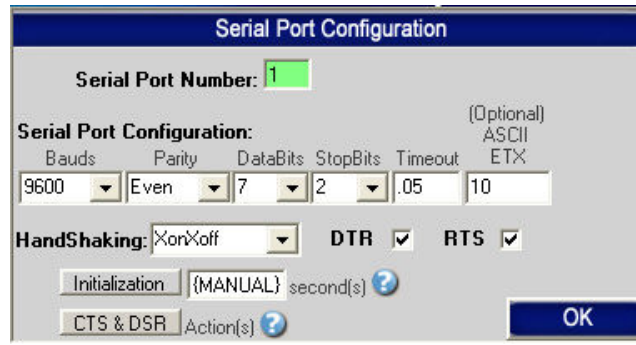 Serial Port Configuration
Serial Port Number: 1
(Optional)
Serial Port Configuration: ASCII
Bauds Parity DataBits StopBits Timeout ETX
9600 Even 7 2 .05 10
HandShaking: XonXoff DTR RTS
Initialization {MANUAL} second(s) ?
CTS & DSR Action(s) ?
OK